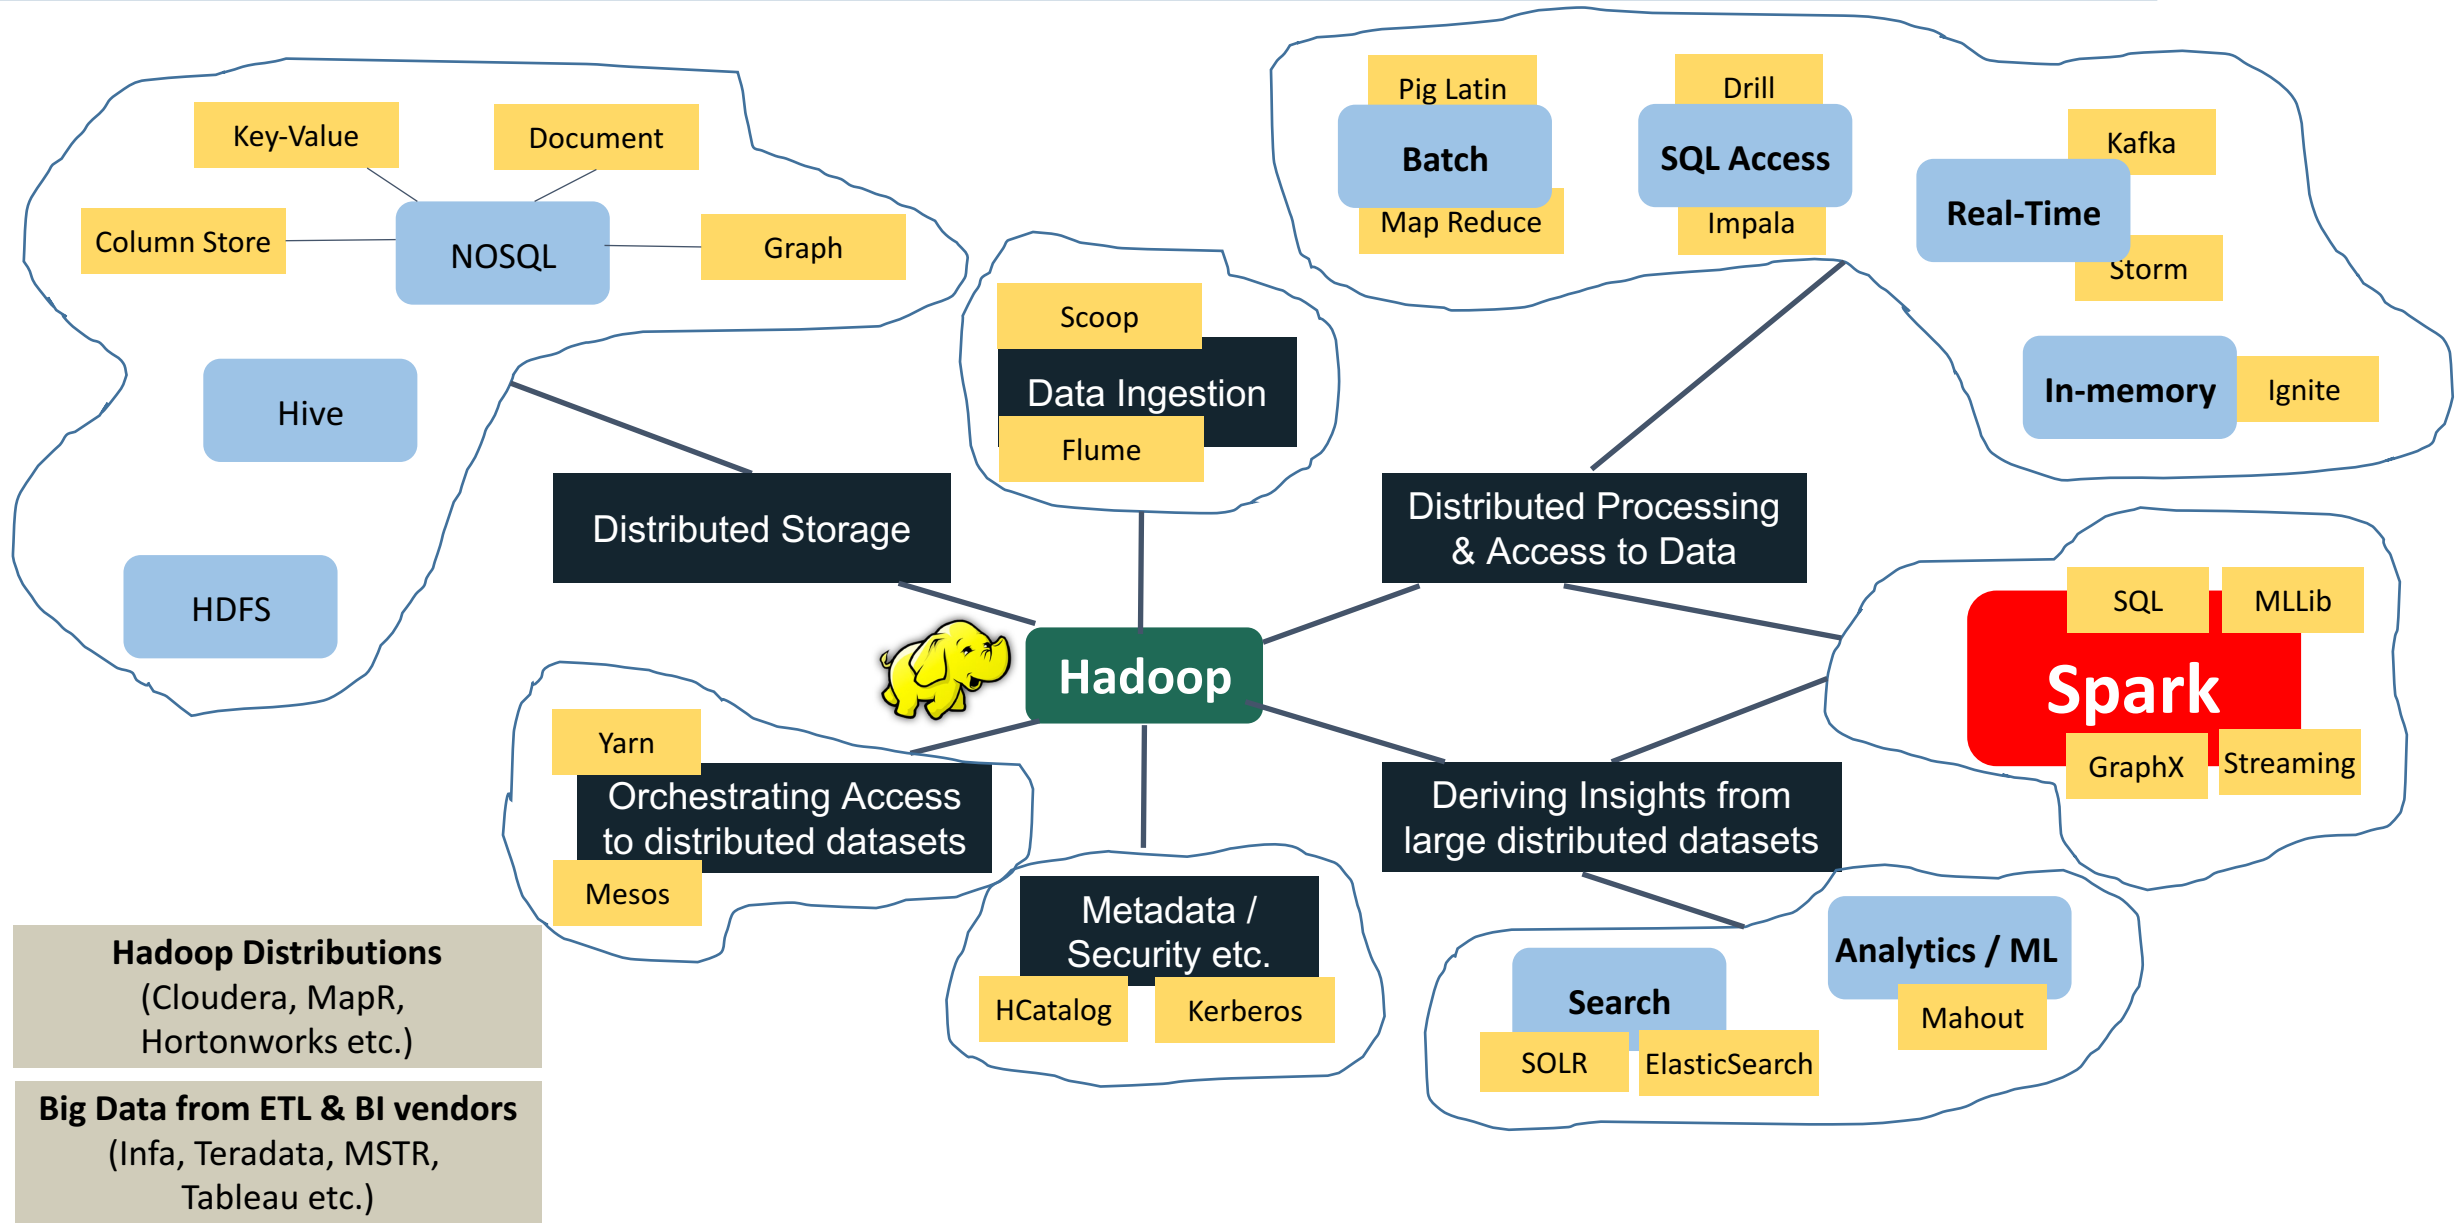 Key-Value
Document
Column Store
NOSQL
Graph
Hive
HDFS
Distributed Storage
Scoop
Data Ingestion
Flume
Pig Latin
Batch
Map Reduce
Drill
SQL Access
Impala
Kafka
Real-Time
Storm
In-memory
Ignite
Distributed Processing
& Access to Data
Hadoop
SQL
MLLib
Spark
GraphX
Streaming
Yarn
Orchestrating Access
to distributed datasets
Mesos
Metadata /
Security etc.
HCatalog
Kerberos
Deriving Insights from
large distributed datasets
Search
SOLR
ElasticSearch
Analytics / ML
Mahout
Hadoop Distributions
(Cloudera, MapR,
Hortonworks etc.)
Big Data from ETL & BI vendors
(Infa, Teradata, MSTR,
Tableau etc.)